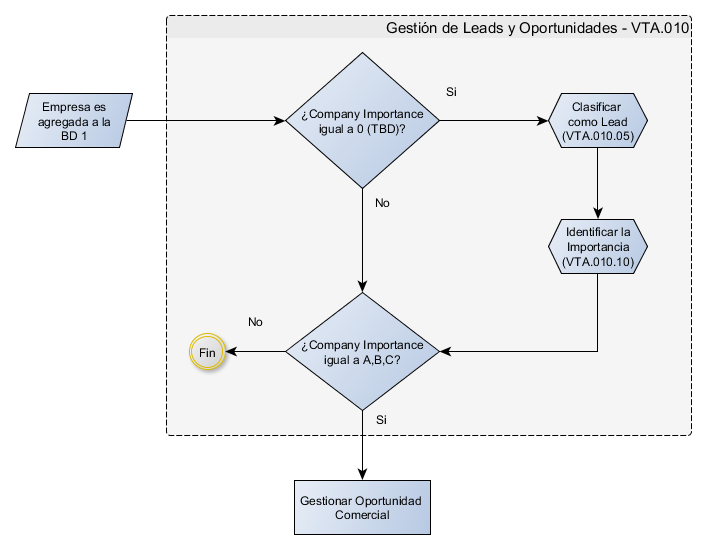 Gestión de Leads y Oportunidades - VTA.010
Empresa es
agregada a la
BD 1
¿Company Importance
igual a 0 (TBD)?
Si
Clasificar
como Lead
(VTA.010.05)
No
Identificar la
Importancia
(VTA.010.10)
¿Company Importance
igual a A,B,C?
No
Fin
Si
Gestionar Oportunidad
Comercial